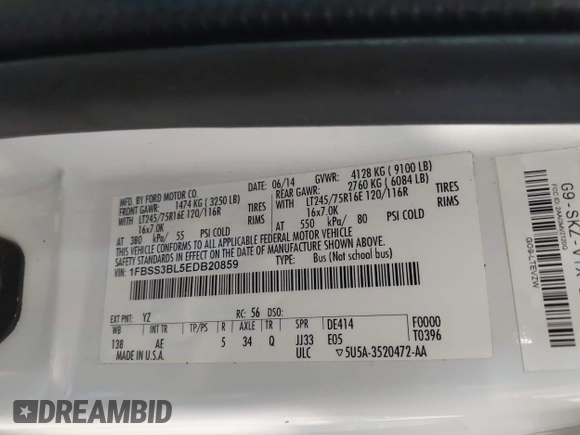 MFD. BY FORD MOTOR CO.
DATE: 06/14 GVWR: 4128 KG ( 9100 LB)
FRONT GAWR: 1474 KG ( 3250 LB) REAR GAWR: 2760 KG ( 6084 LB)
LT245/75R16E 120/116R TIRES LT245/75R16E 120/116R TIRES
16x7.0K RIMS 16x7.0K RIMS
AT 380 kPa/ 55 PSI COLD AT 550 kPa/ 80 PSI COLD
THIS VEHICLE CONFORMS TO ALL APPLICABLE FEDERAL MOTOR VEHICLE
SAFETY STANDARDS IN EFFECT ON THE DATE OF MANUFACTURE SHOWN ABOVE.
VIN: 1FBSS3BL5EDB20859
TYPE: Bus (Not school bus)
EXT PNT: YZ RC: 56 DSO:
WB INT TR TP/PS R AXLE TR SPR DE414 F0000
138 AE 5 34 Q JJ33 E05 T0396
MADE IN U.S.A. ULC ▽5U5A-3520472-AA
DREAMBID